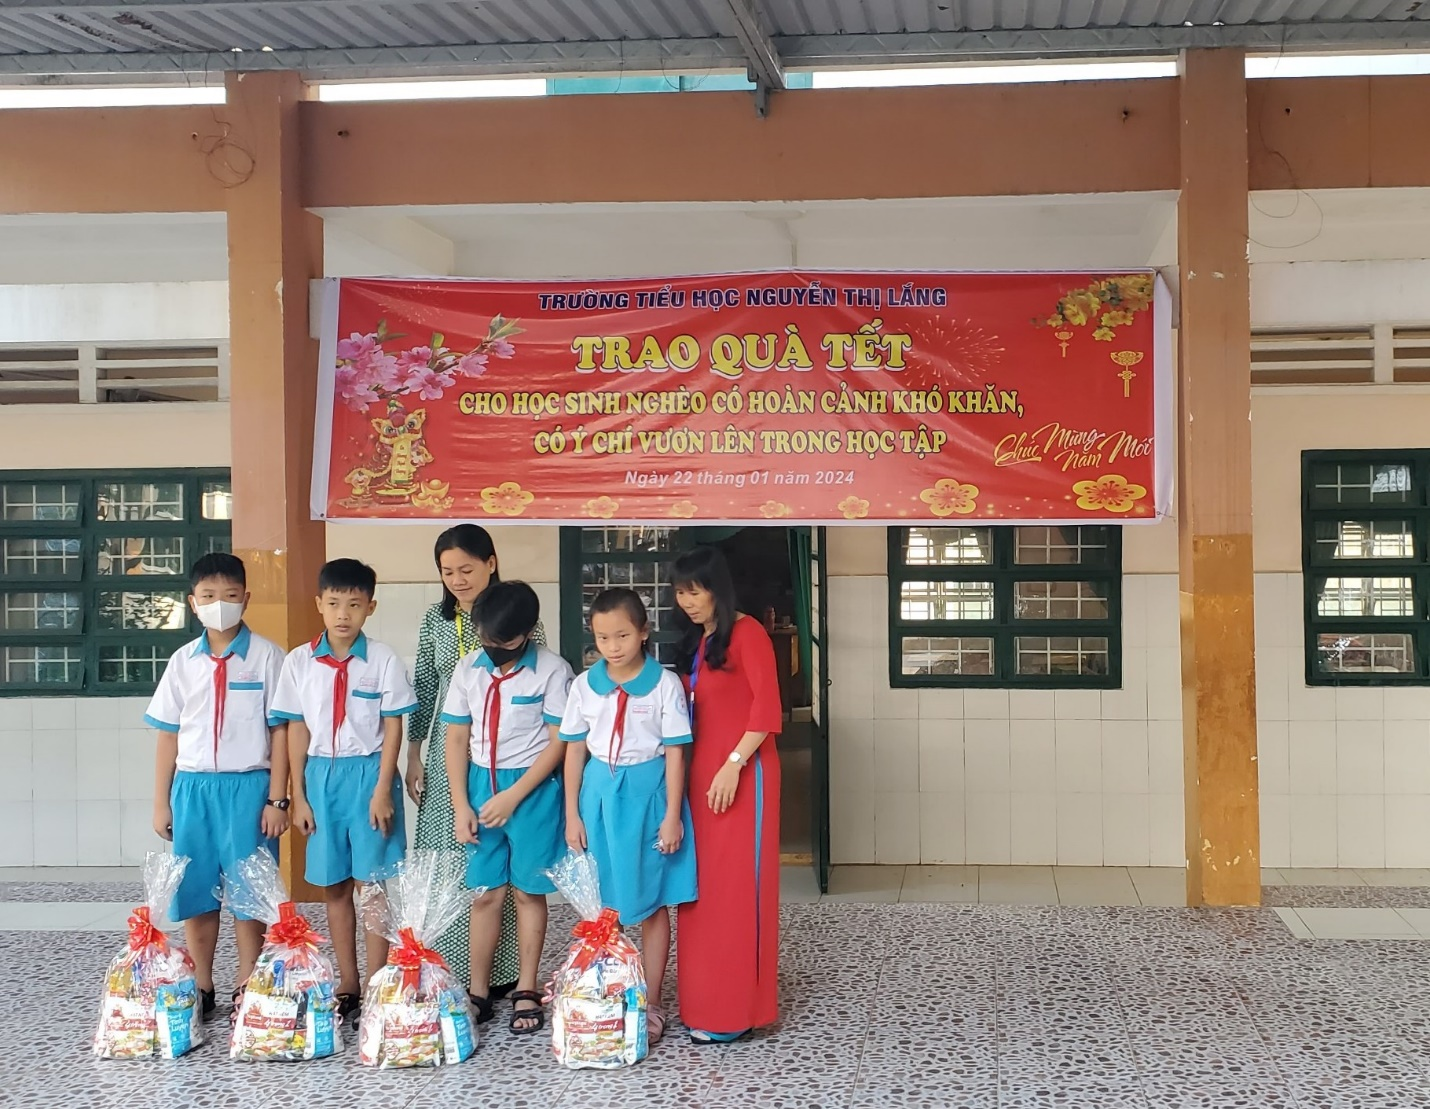 TRƯỜNG TIỂU HỌC NGUYỄN THỊ LẮNG
TRAO QUÀ TẾT
CHO HỌC SINH NGHÈO CÓ HOÀN CẢNH KHÓ KHĂN,
CÓ Ý CHÍ VƯƠN LÊN TRONG HỌC TẬP
Chúc Mừng Năm Mới
Ngày 22 tháng 01 năm 2024